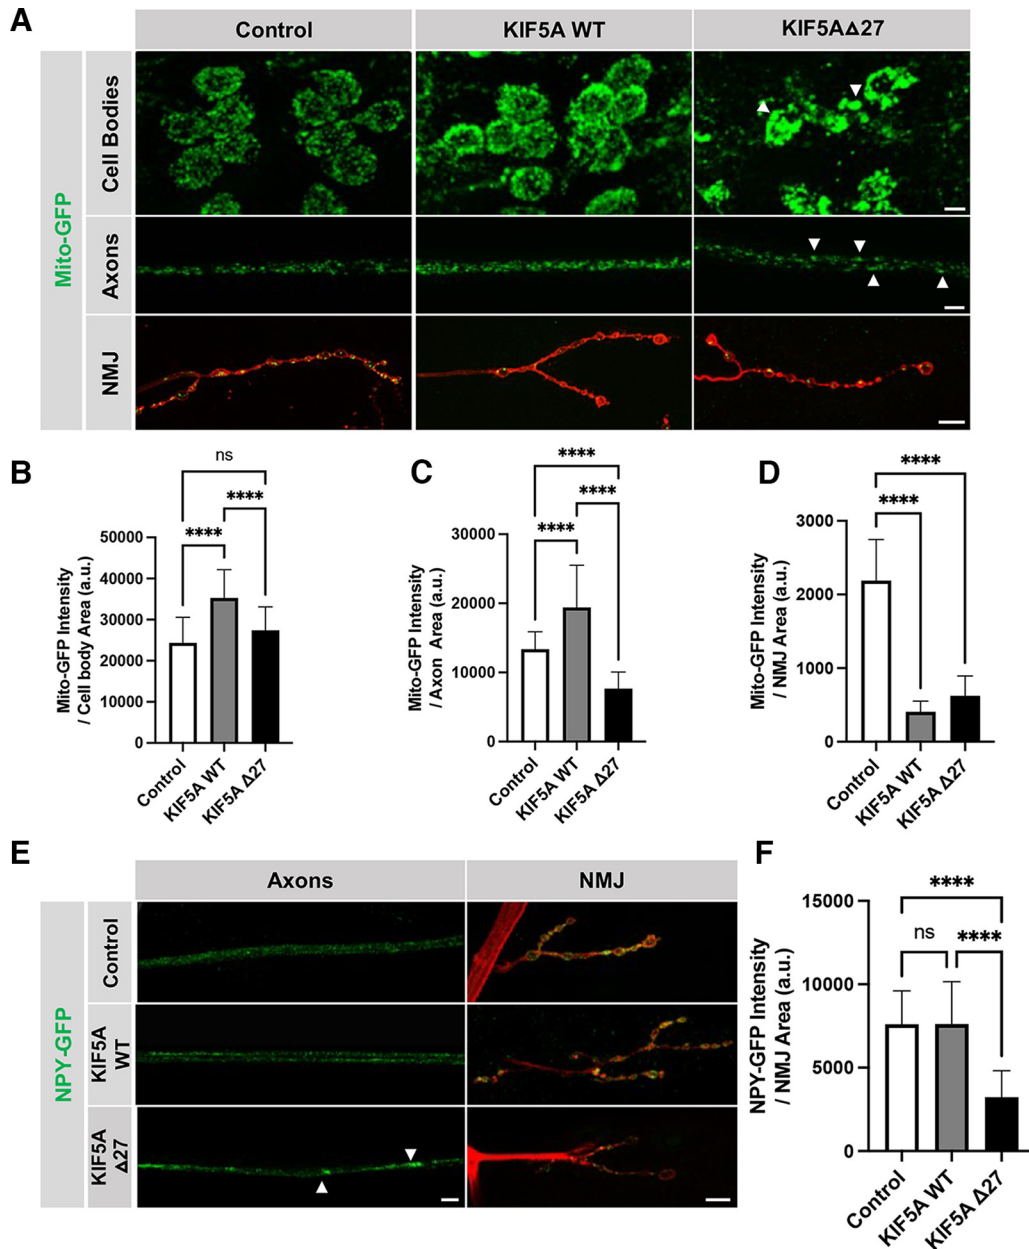 A
Control
KIF5A WT
KIF5AΔ27
Mito-GFP
Cell Bodies
Axons
NMJ
B
ns
****
****
Mito-GFP Intensity
/ Cell body Area (a.u.)
50000
40000
30000
20000
10000
0
Control
KIF5A WT
KIF5A Δ27
C
****
****
****
Mito-GFP Intensity
/ Axon Area (a.u.)
30000
20000
10000
0
Control
KIF5A WT
KIF5A Δ27
D
****
****
Mito-GFP Intensity
/ NMJ Area (a.u.)
3000
2000
1000
0
Control
KIF5A WT
KIF5A Δ27
E
Axons
NMJ
NPY-GFP
Control
KIF5A
WT
KIF5A
Δ27
F
****
ns
****
NPY-GFP Intensity
/ NMJ Area (a.u.)
15000
10000
5000
0
Control
KIF5A WT
KIF5A Δ27